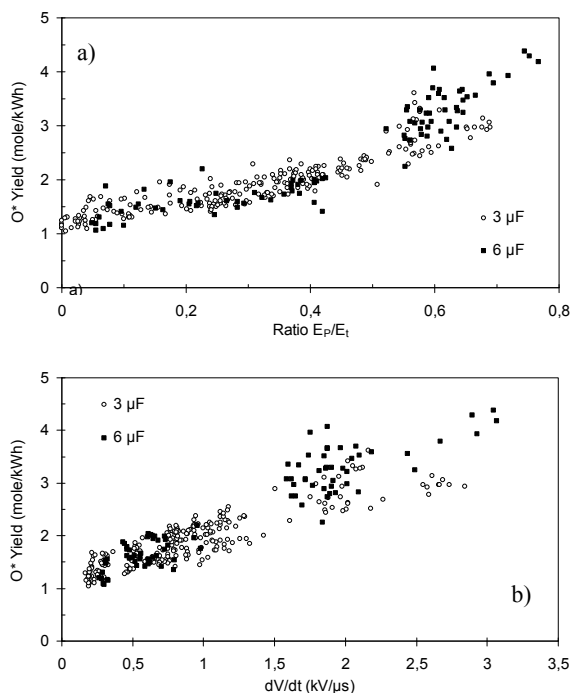 a)
O* Yield (mole/kWh)
5
4
3
2
1
0
3 µF
6 µF
a)
0 0,2 0,4 0,6 0,8
Ratio E_P/E_t
O* Yield (mole/kWh)
5
4
3
2
1
0
3 µF
6 µF
b)
0 0,5 1 1,5 2 2,5 3 3,5
dV/dt (kV/µs)